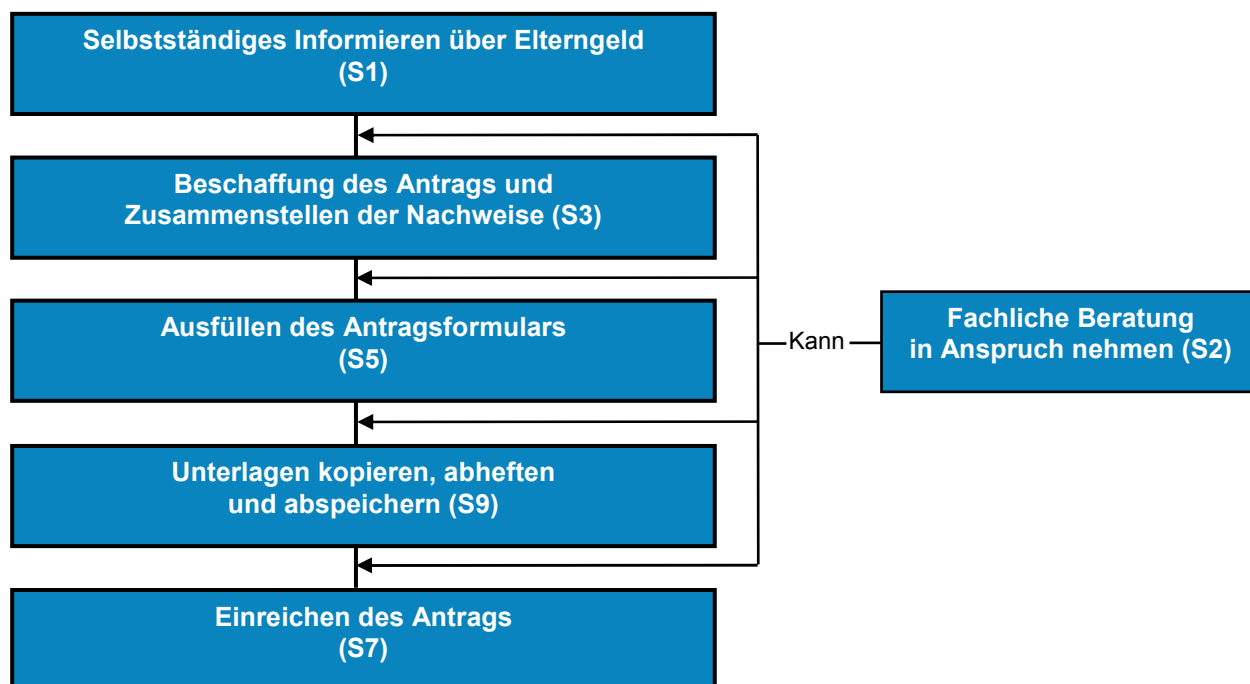 Selbstständiges Informieren über Elterngeld
(S1)
Beschaffung des Antrags und
Zusammenstellen der Nachweise (S3)
Ausfüllen des Antragsformulars
(S5)
Kann
Fachliche Beratung
in Anspruch nehmen (S2)
Unterlagen kopieren, abheften
und abspeichern (S9)
Einreichen des Antrags
(S7)